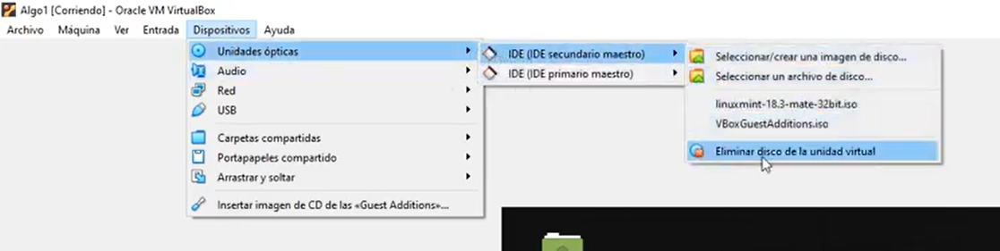 Algo1 [Corriendo] - Oracle VM VirtualBox
Archivo Máquina Ver Entrada Dispositivos Ayuda
Unidades ópticas
Audio
Red
USB
Carpetas compartidas
Portapapeles compartido
Arrastrar y soltar
Insertar imagen de CD de las «Guest Additions»...
IDE (IDE secundario maestro)
IDE (IDE primario maestro)
Seleccionar/crear una imagen de disco...
Seleccionar un archivo de disco...
linuxmint-18.3-mate-32bit.iso
VBoxGuestAdditions.iso
Eliminar disco de la unidad virtual